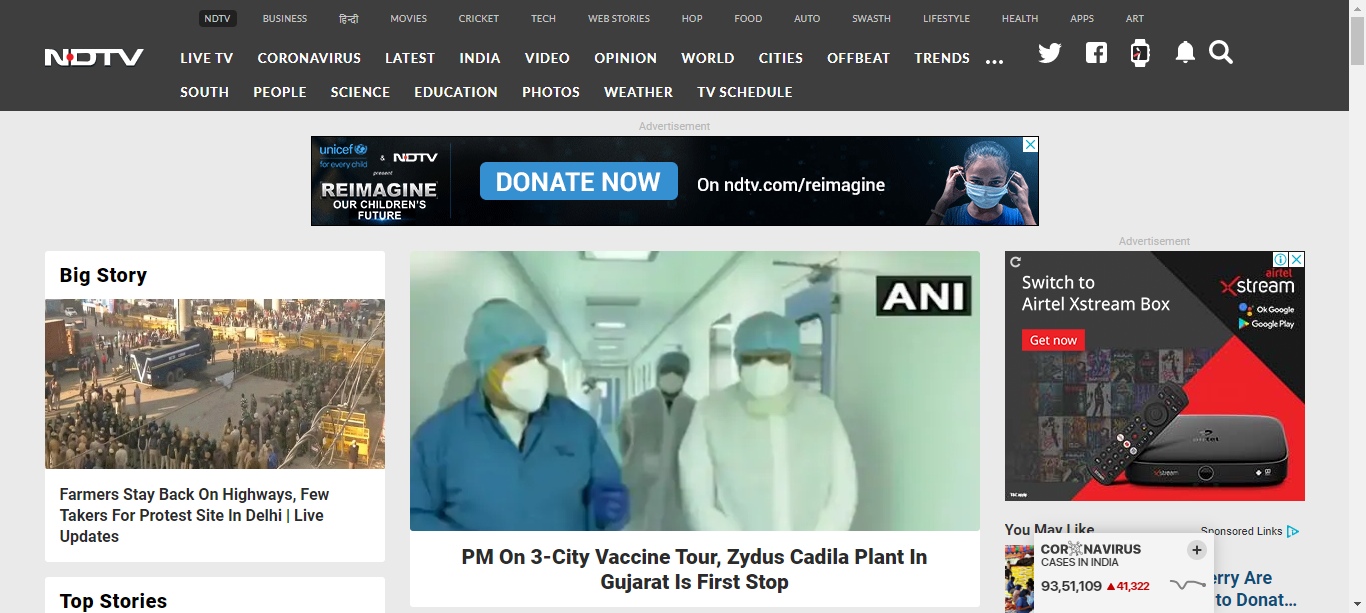 NDTV BUSINESS हिन्दी MOVIES CRICKET TECH WEB STORIES HOP FOOD AUTO SWASTH LIFESTYLE HEALTH APPS ART
NDTV
LIVE TV CORONAVIRUS LATEST INDIA VIDEO OPINION WORLD CITIES OFFBEAT TRENDS ...
SOUTH PEOPLE SCIENCE EDUCATION PHOTOS WEATHER TV SCHEDULE
Advertisement
unicef
for every child
& NDTV
present
REIMAGINE
OUR CHILDREN'S
FUTURE
DONATE NOW
On ndtv.com/reimagine
Big Story
Farmers Stay Back On Highways, Few
Takers For Protest Site In Delhi | Live
Updates
Top Stories
ANI
PM On 3-City Vaccine Tour, Zydus Cadila Plant In
Gujarat Is First Stop
Advertisement
Switch to
Airtel Xstream Box
Get now
airtel
xstream
Ok Google
Google Play
airtel
xstream
T&C apply
You May Like
Sponsored Links
CORONAVIRUS
CASES IN INDIA
93,51,109 ▲41,322
erry Are
to Donat...